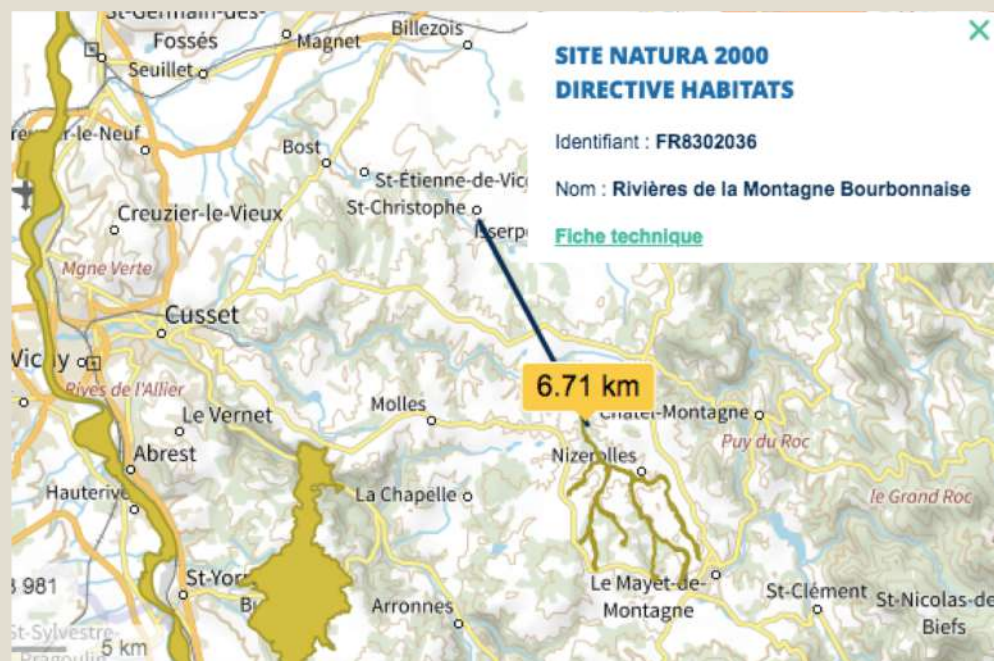 St-Germain-des-
Fossés
Magnet
Billezois
Seuillet
-le-Neuf
Bost
St-Étienne-de-Vic
St-Christophe
Creuzier-le-Vieux
Mgne Verte
Cusset
Rives de l'Allier
Le Vernet
Molles
Abrest
Hauterive
La Chapelle
Nizerolles
Châtel-Montagne
Puy du Roc
le Grand Roc
6.71 km
St-Yor
Arronnes
Le Mayet-de-
Montagne
St-Clément
St-Nicolas-de
Biefs
981
St-Sylvestre-
Pragoulin
5 km
SITE NATURA 2000
DIRECTIVE HABITATS
Identifiant : FR8302036
Nom : Rivières de la Montagne Bourbonnaise
Fiche technique